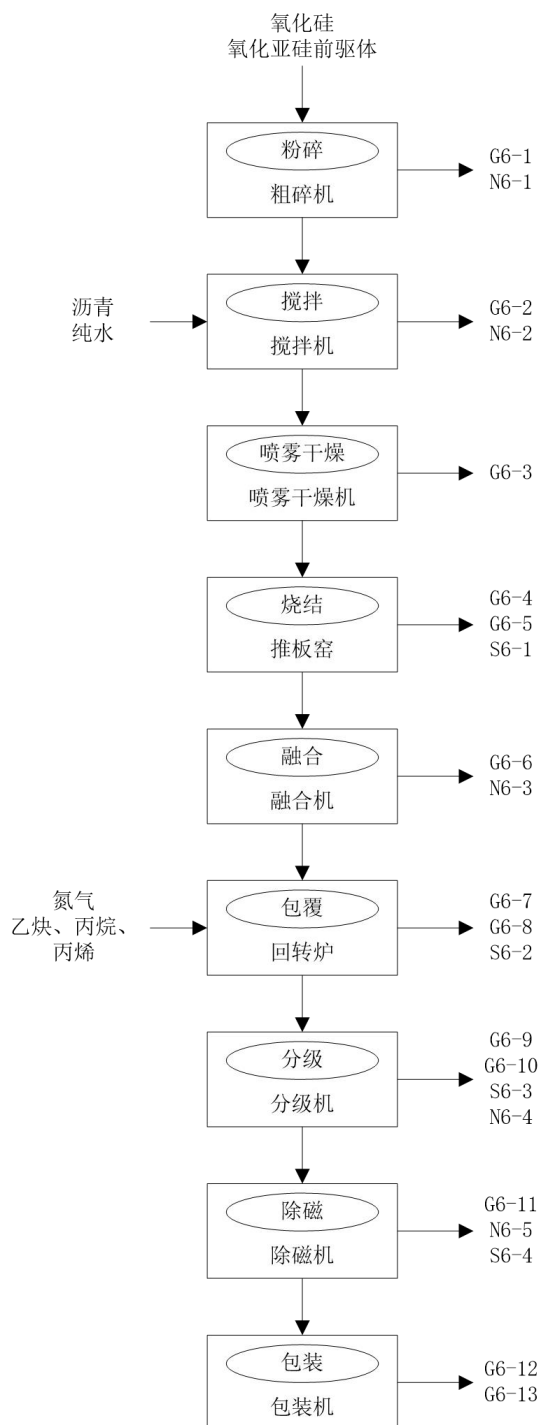 氧化硅
氧化亚硅前驱体
粉碎
粗碎机
G6-1
N6-1
沥青
纯水
搅拌
搅拌机
G6-2
N6-2
喷雾干燥
喷雾干燥机
G6-3
烧结
推板窑
G6-4
G6-5
S6-1
融合
融合机
G6-6
N6-3
氮气
乙炔、丙烷、
丙烯
包覆
回转炉
G6-7
G6-8
S6-2
分级
分级机
G6-9
G6-10
S6-3
N6-4
除磁
除磁机
G6-11
N6-5
S6-4
包装
包装机
G6-12
G6-13